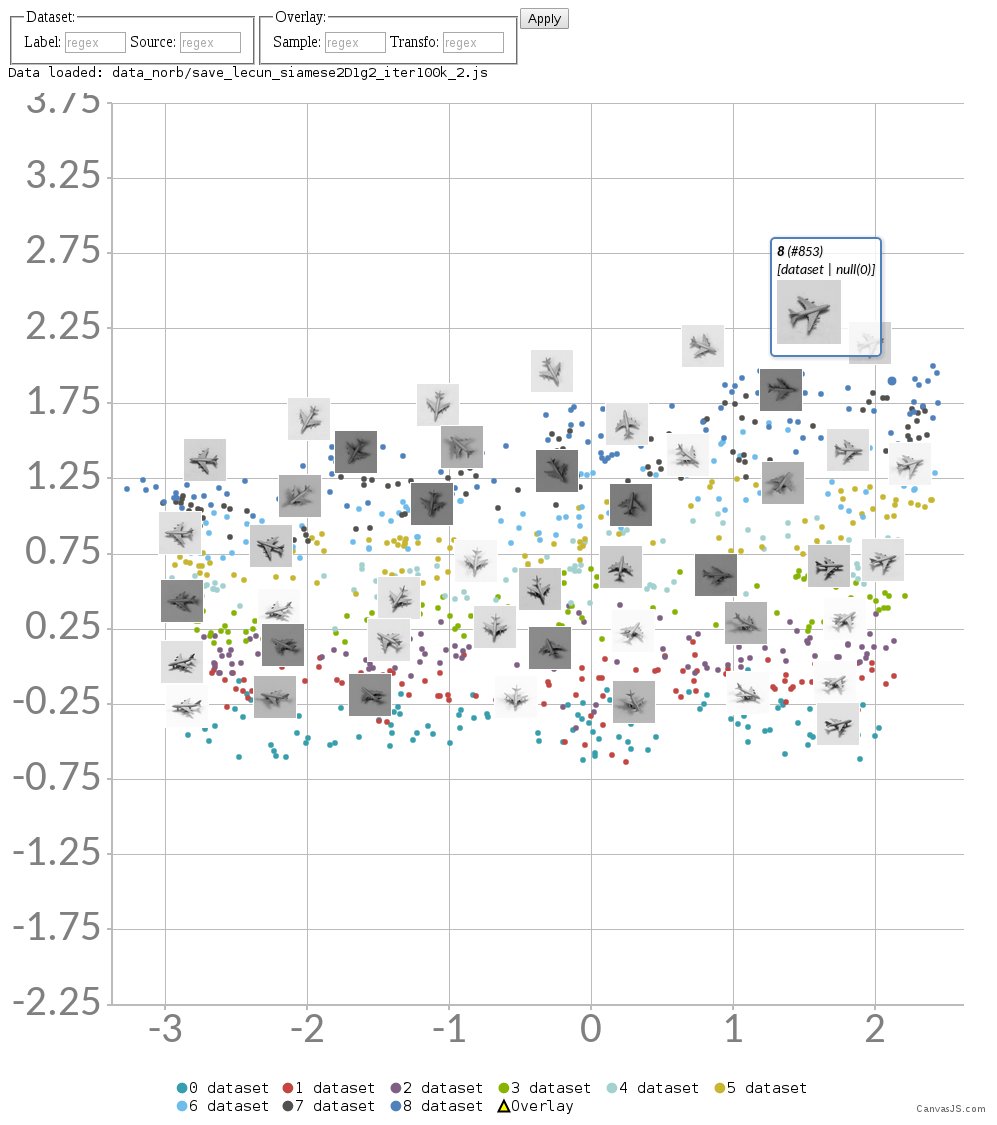 Dataset: Overlay:
Label: regex Source: regex Sample: regex Transfo: regex Apply
Data loaded: data_norb/save_lecun_siamese2D1g2_iter100k_2.js
3.75
3.25
2.75
8 (#853)
[dataset | null(0)]
2.25
1.75
1.25
0.75
0.25
-0.25
-0.75
-1.25
-1.75
-2.25
-3 -2 -1 0 1 2
0 dataset 1 dataset 2 dataset 3 dataset 4 dataset 5 dataset
6 dataset 7 dataset 8 dataset Overlay
CanvasJS.com